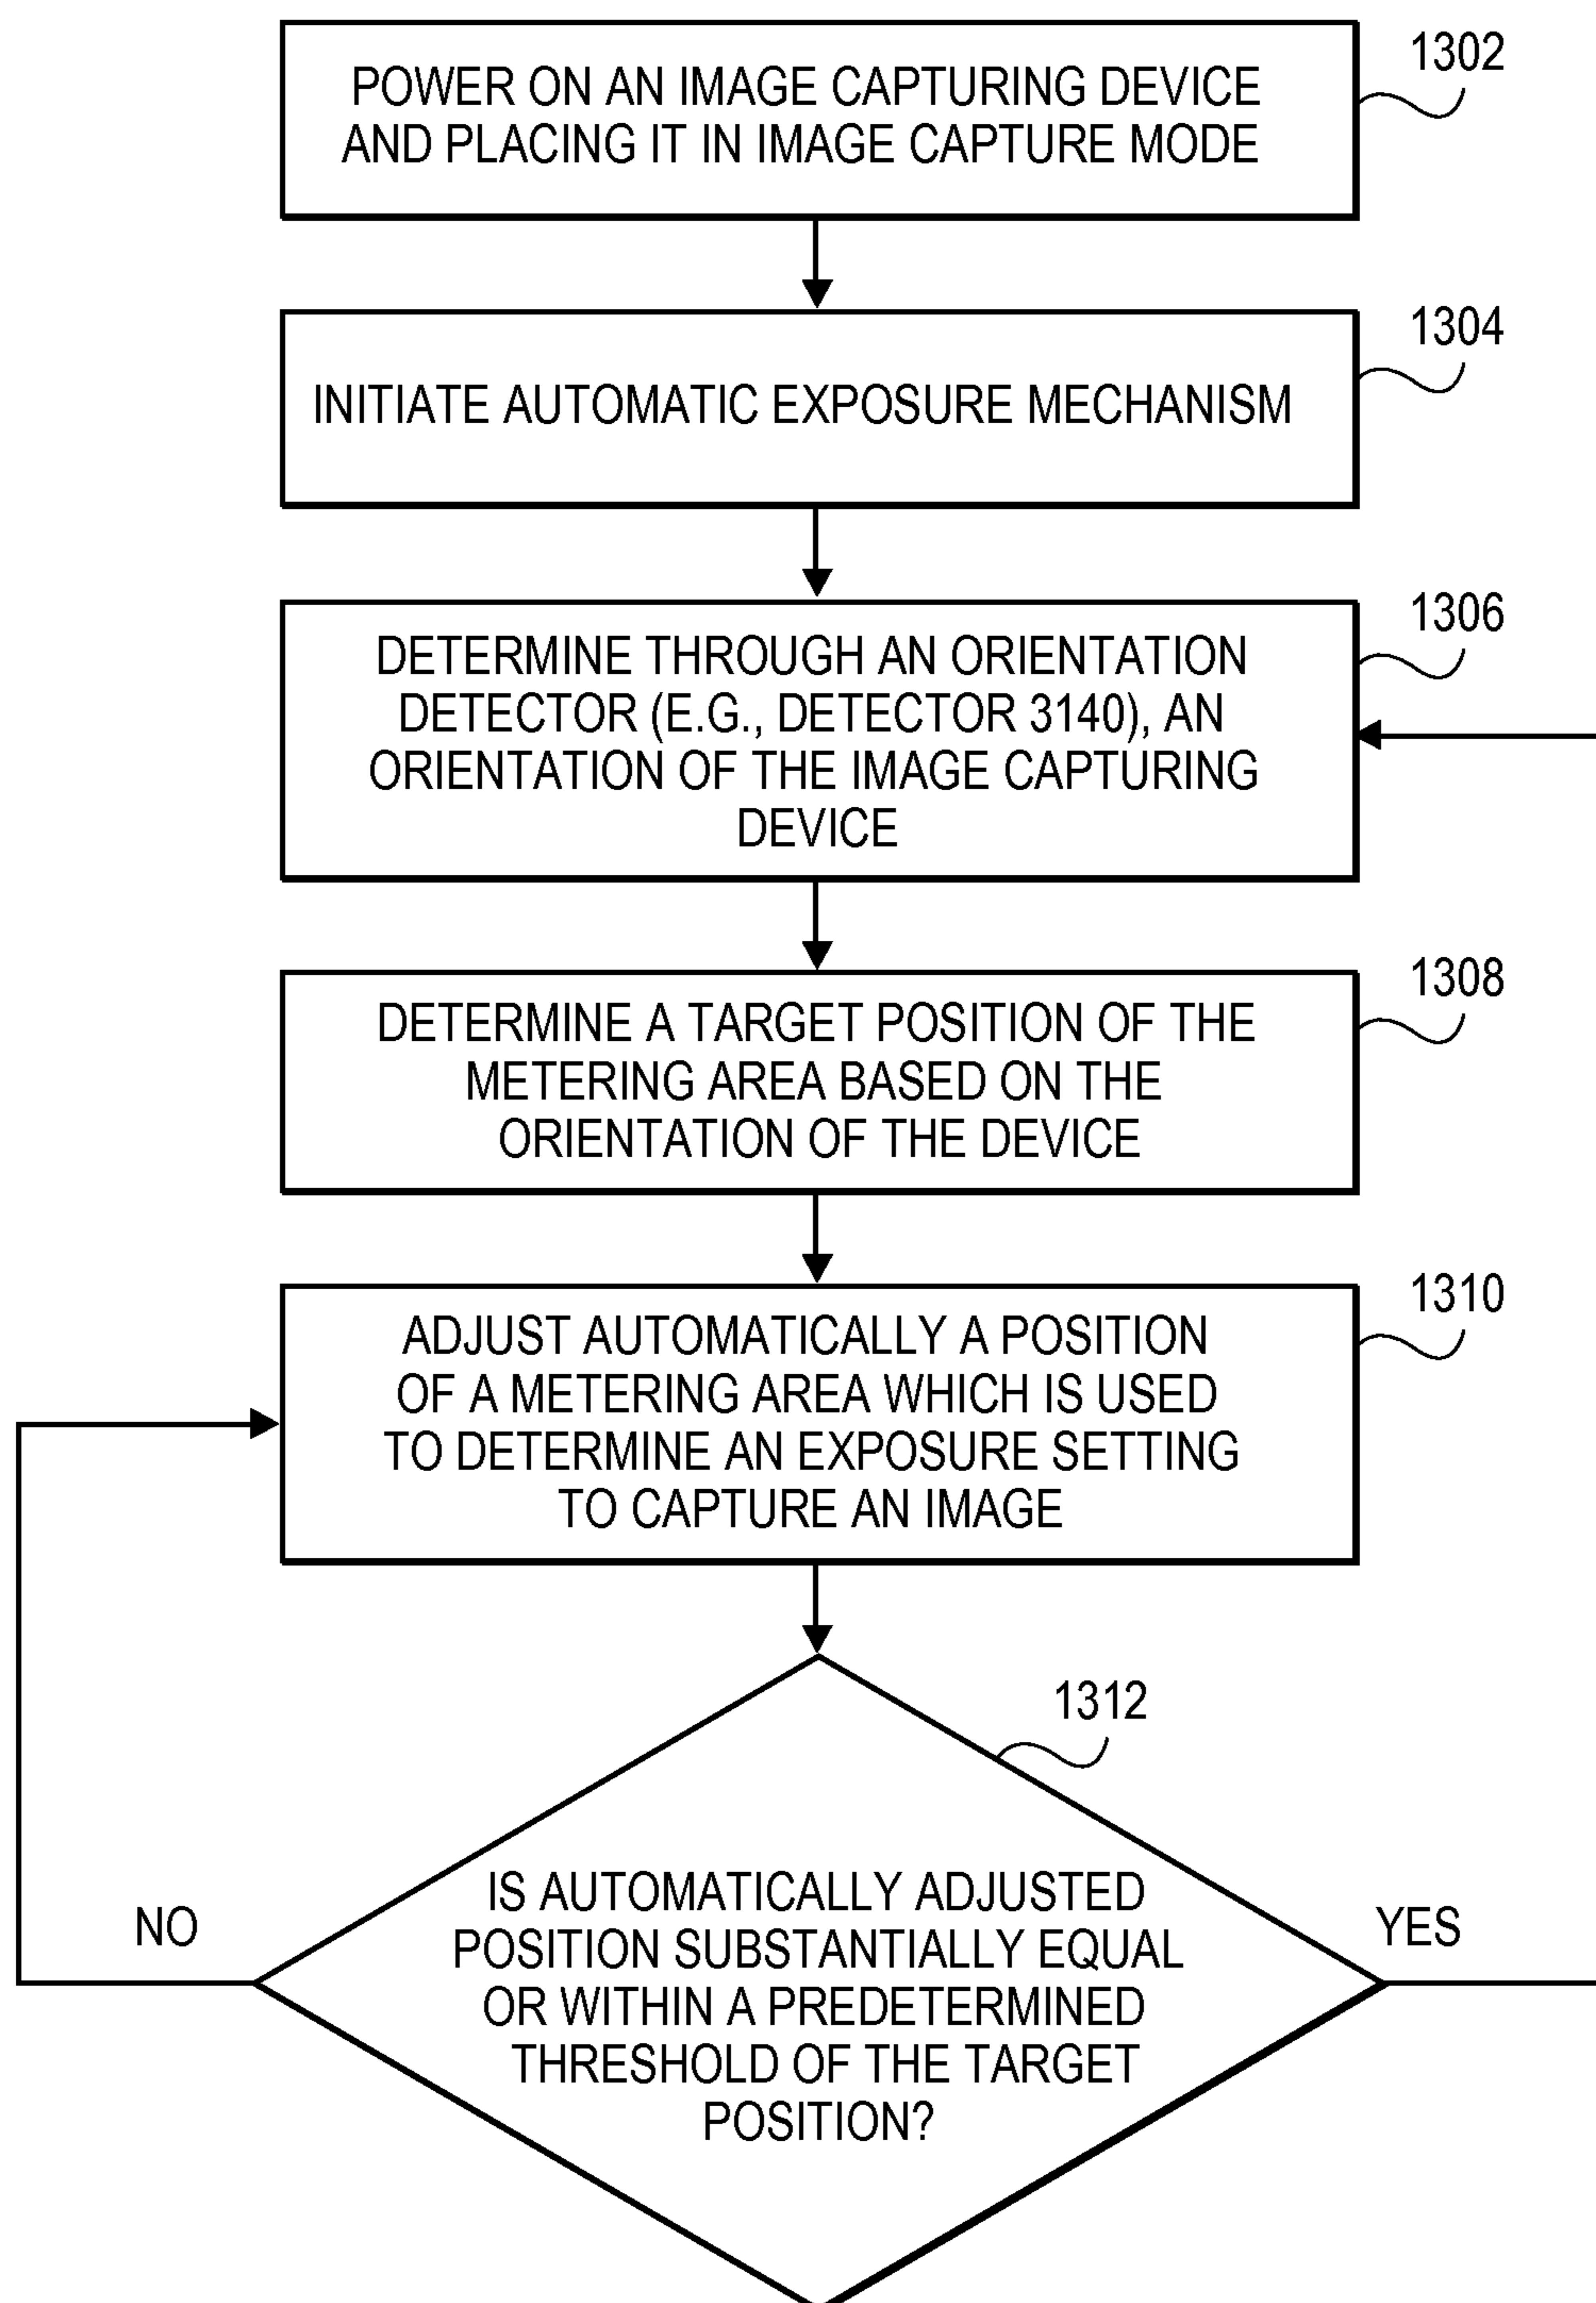 POWER ON AN IMAGE CAPTURING DEVICE
AND PLACING IT IN IMAGE CAPTURE MODE
1302
INITIATE AUTOMATIC EXPOSURE MECHANISM
1304
DETERMINE THROUGH AN ORIENTATION
DETECTOR (E.G., DETECTOR 3140), AN
ORIENTATION OF THE IMAGE CAPTURING
DEVICE
1306
DETERMINE A TARGET POSITION OF THE
METERING AREA BASED ON THE
ORIENTATION OF THE DEVICE
1308
ADJUST AUTOMATICALLY A POSITION
OF A METERING AREA WHICH IS USED
TO DETERMINE AN EXPOSURE SETTING
TO CAPTURE AN IMAGE
1310
1312
IS AUTOMATICALLY ADJUSTED
POSITION SUBSTANTIALLY EQUAL
OR WITHIN A PREDETERMINED
THRESHOLD OF THE TARGET
POSITION?
NO
YES